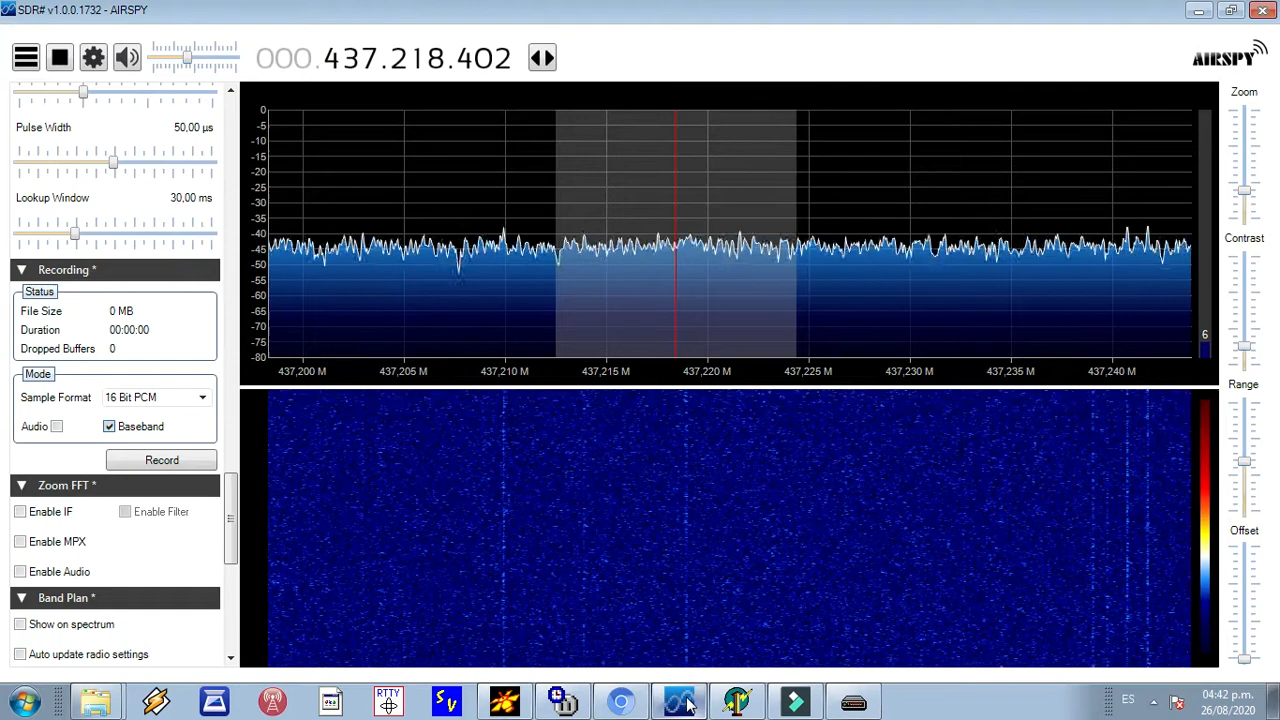 SDR# v1.0.0.1732 - AIRSPY
000.437.218.402
AIRSPY
Pulse Width 50,00 µs
Lookup Window 30,00 ms
Recording *
Status
File Size 0 MB
Duration 00:00:00
Dropped Buffers
Mode
Sample Format 16 Bit PCM
Audio Baseband
Record
Zoom FFT *
Enable IF Enable Filter
Enable MPX
Enable Audio
Band Plan *
Show on spectrum
Auto update radio settings
0
-5
-10
-15
-20
-25
-30
-35
-40
-45
-50
-55
-60
-65
-70
-75
-80
437,200 M 437,205 M 437,210 M 437,215 M 437,220 M 437,225 M 437,230 M 437,235 M 437,240 M
6
Zoom
Contrast
Range
Offset
RTTY
S V
ES
04:42 p.m.
26/08/2020